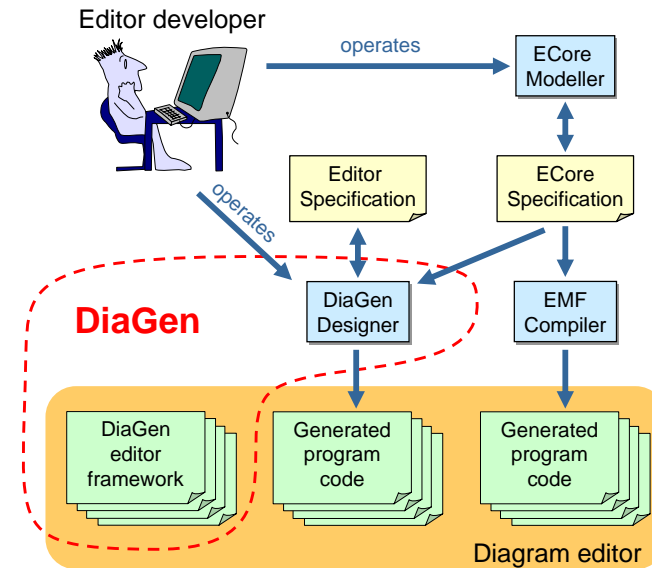 Editor developer
operates
ECore
Modeller
operates
Editor
Specification
ECore
Specification
DiaGen
DiaGen
Designer
EMF
Compiler
DiaGen
editor
framework
Generated
program
code
Generated
program
code
Diagram editor